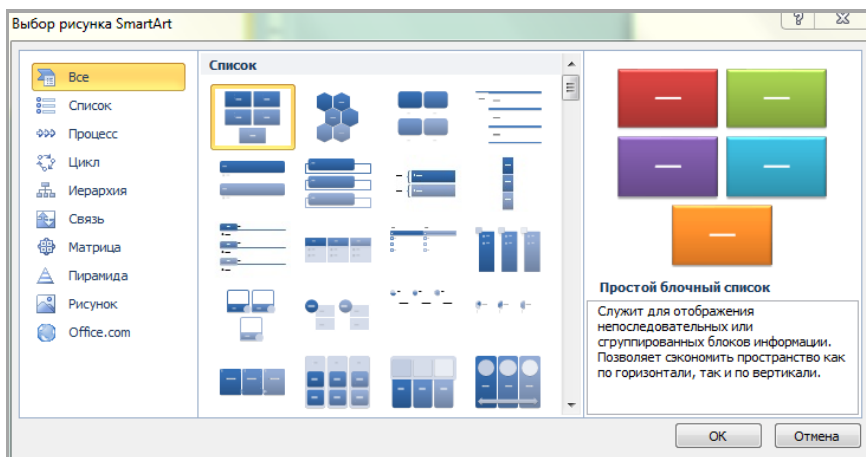 Выбор рисунка SmartArt
Все
Список
Процесс
Цикл
Иерархия
Связь
Матрица
Пирамида
Рисунок
Office.com
Список
Простой блочный список
Служит для отображения
непоследовательных или
сгруппированных блоков информации.
Позволяет сэкономить пространство как
по горизонтали, так и по вертикали.
ОК
Отмена